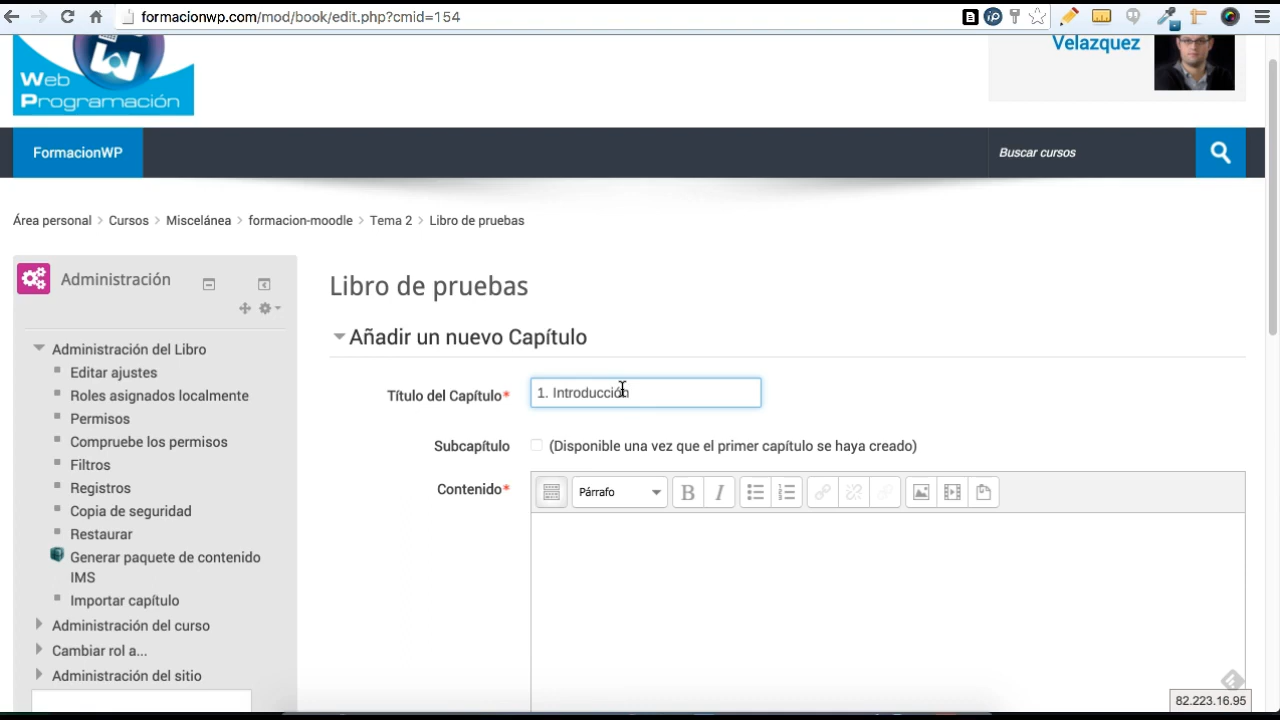 formacionwp.com/mod/book/edit.php?cmid=154
Velazquez
Web
Programación
FormacionWP
Buscar cursos
Área personal > Cursos > Miscelánea > formacion-moodle > Tema 2 > Libro de pruebas
Administración
Administración del Libro
Editar ajustes
Roles asignados localmente
Permisos
Compruebe los permisos
Filtros
Registros
Copia de seguridad
Restaurar
Generar paquete de contenido
IMS
Importar capítulo
Administración del curso
Cambiar rol a...
Administración del sitio
Libro de pruebas
Añadir un nuevo Capítulo
Título del Capítulo*
1. Introducción
Subcapítulo
(Disponible una vez que el primer capítulo se haya creado)
Contenido*
Párrafo
B I
82.223.16.95